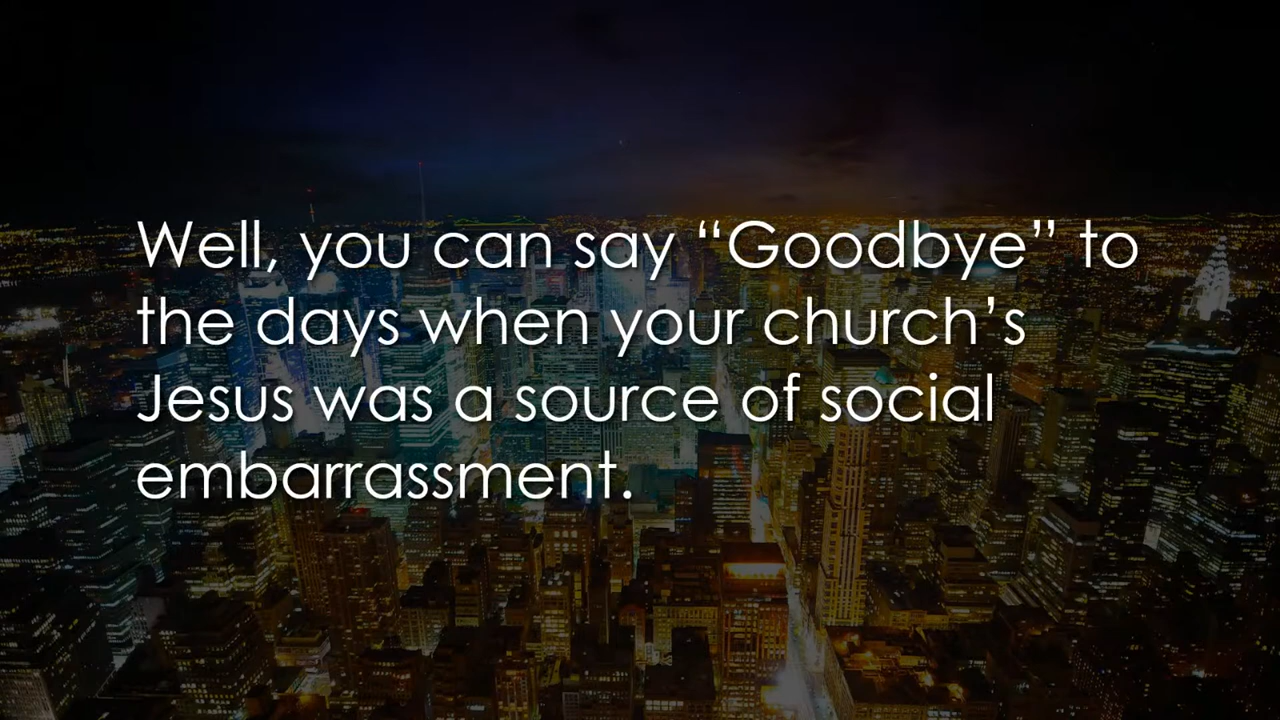 Well, you can say “Goodbye” to
the days when your church’s
Jesus was a source of social
embarrassment.